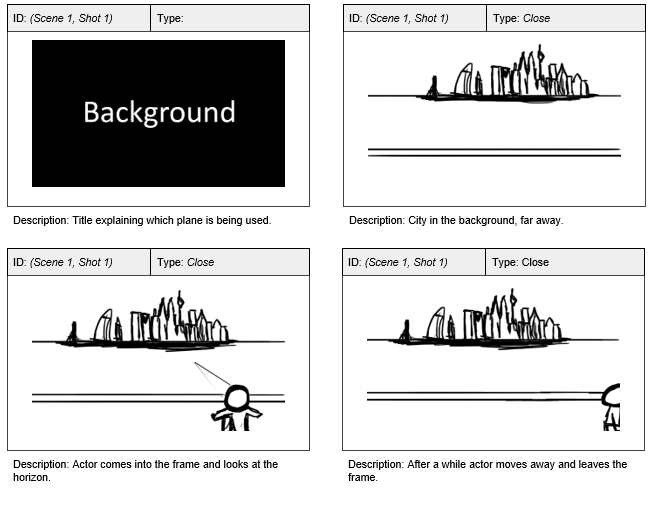 ID: (Scene 1, Shot 1) Type:
Background
Description: Title explaining which plane is being used.
ID: (Scene 1, Shot 1) Type: Close
Description: City in the background, far away.
ID: (Scene 1, Shot 1) Type: Close
Description: Actor comes into the frame and looks at the
horizon.
ID: (Scene 1, Shot 1) Type: Close
Description: After a while actor moves away and leaves the
frame.